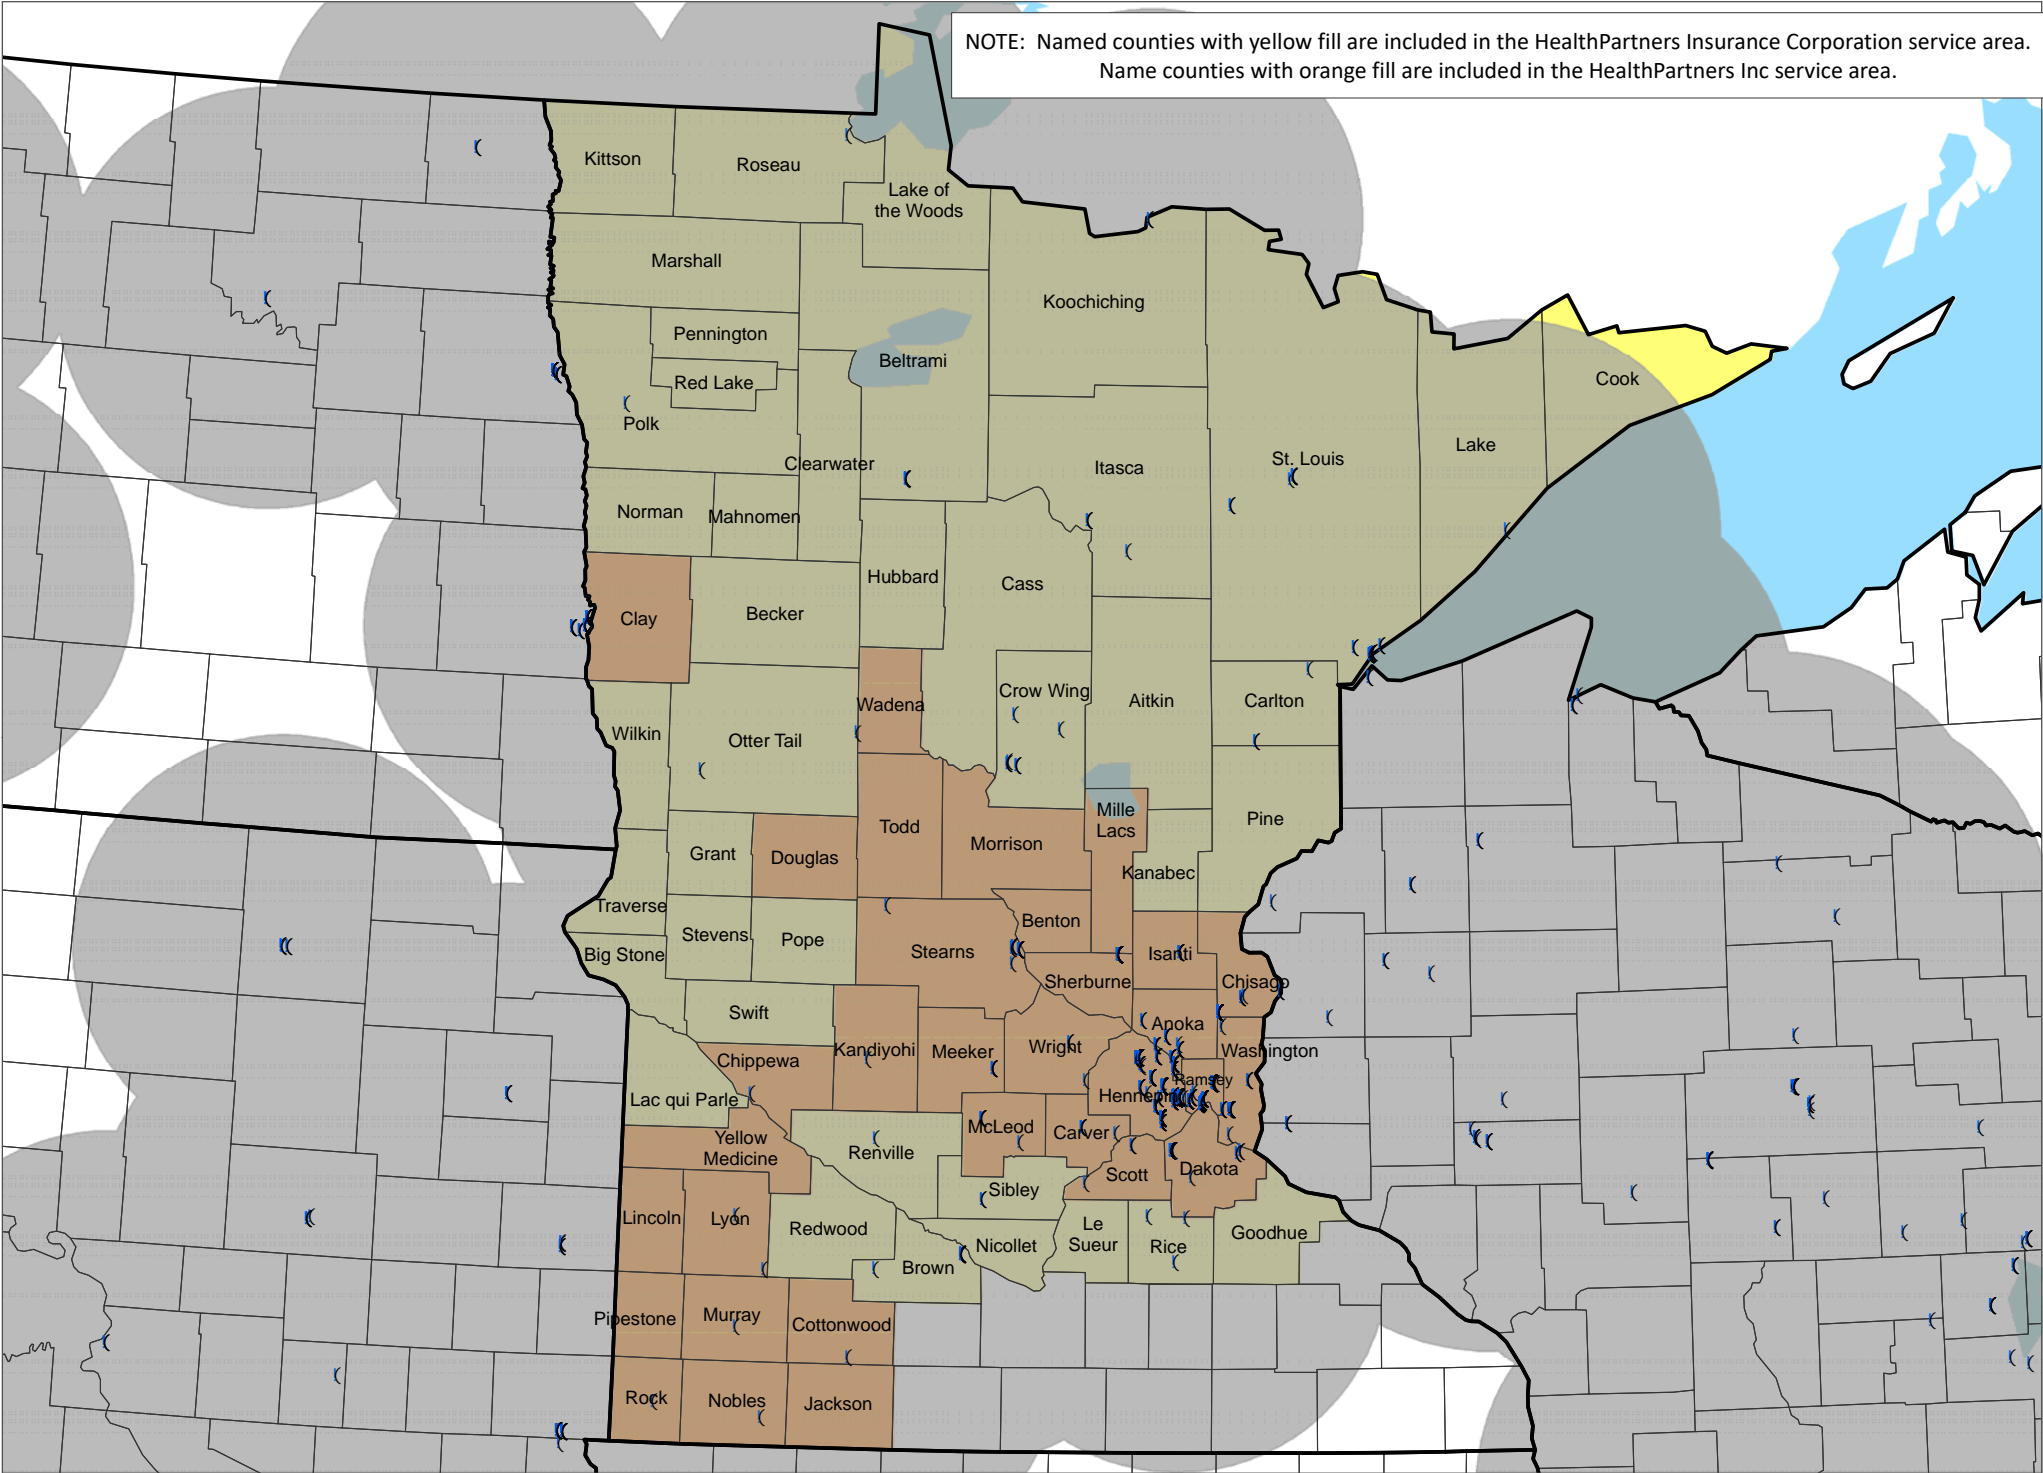 NOTE:  Named counties with yellow fill are included in the HealthPartners Insurance Corporation service area.
Name counties with orange fill are included in the HealthPartners Inc service area.
Kittson
Roseau
Lake of
the Woods
Marshall
Koochiching
Pennington
Beltrami
Red Lake
Cook
Polk
Lake
Clearwater
Itasca
St. Louis
Norman
Mahnomen
Hubbard
Cass
Clay
Becker
Crow Wing
Aitkin
Carlton
Wadena
Wilkin
Otter Tail
Mille
Lacs
Pine
Todd
Morrison
Grant
Douglas
Kanabec
Traverse
Benton
Stevens
Pope
Big Stone
Stearns
Isanti
Sherburne
Chisago
Swift
Anoka
Kandiyohi
Meeker
Wright
Washington
Chippewa
Ramsey
Hennepin
Lac qui Parle
McLeod
Carver
Yellow
Medicine
Renville
Scott
Dakota
Sibley
Lincoln
Lyon
Redwood
Le
Sueur
Goodhue
Nicollet
Rice
Brown
Pipestone
Murray
Cottonwood
Rock
Nobles
Jackson